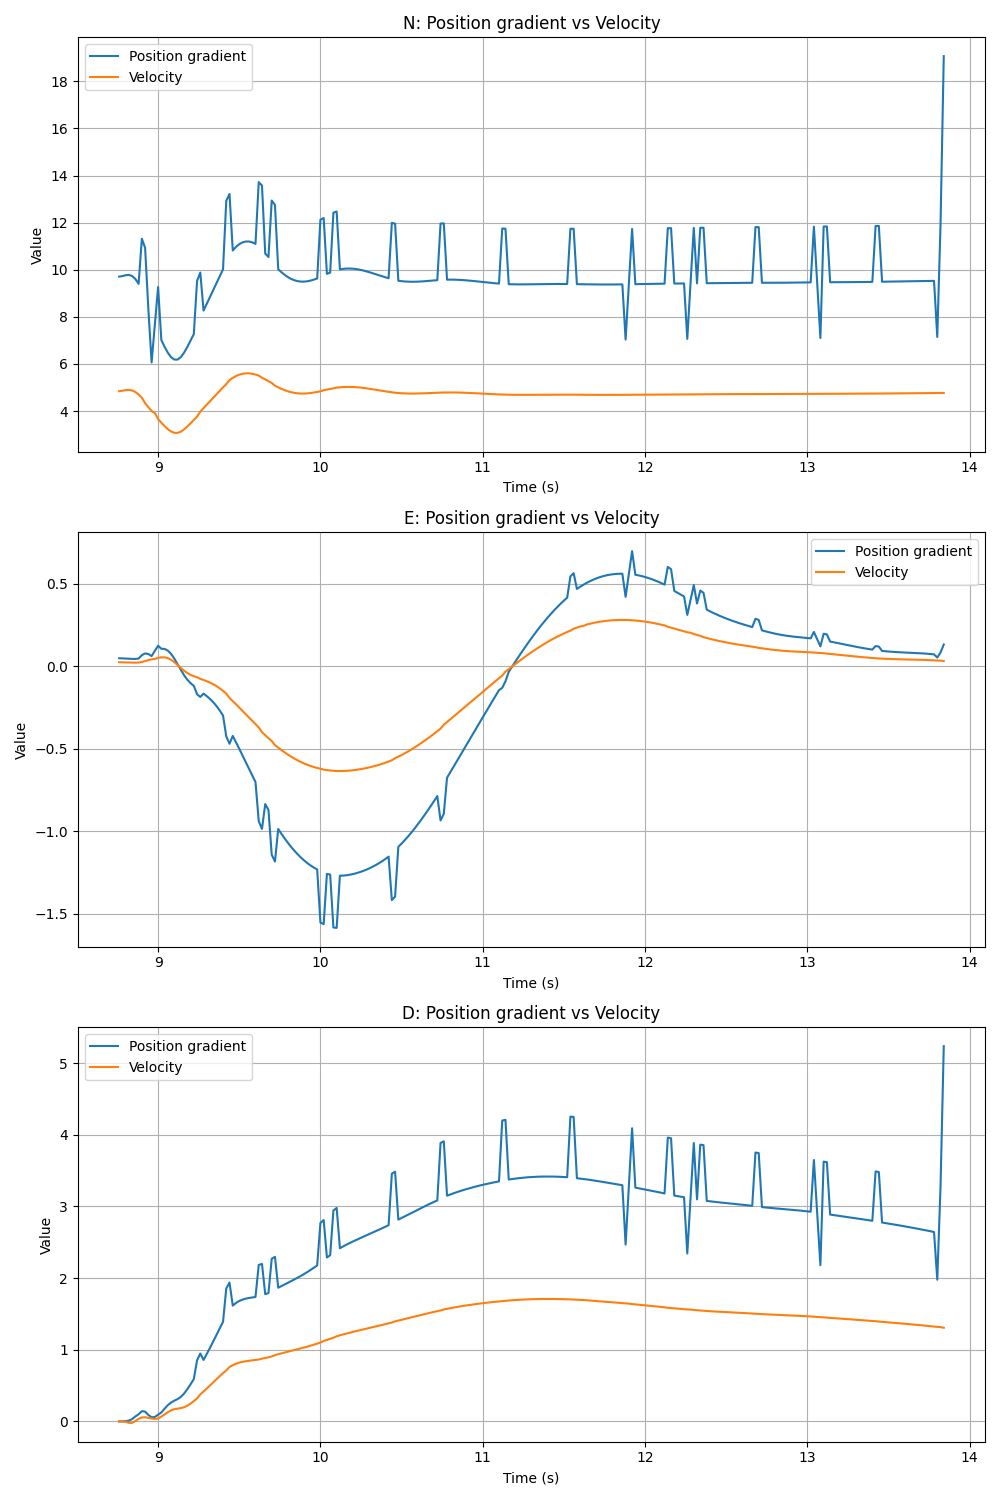 N: Position gradient vs Velocity
Position gradient
Velocity
18
16
14
12
10
8
6
4
Value
9 10 11 12 13 14
Time (s)
E: Position gradient vs Velocity
Position gradient
Velocity
0.5
0.0
−0.5
−1.0
−1.5
Value
9 10 11 12 13 14
Time (s)
D: Position gradient vs Velocity
Position gradient
Velocity
5
4
3
2
1
0
Value
9 10 11 12 13 14
Time (s)